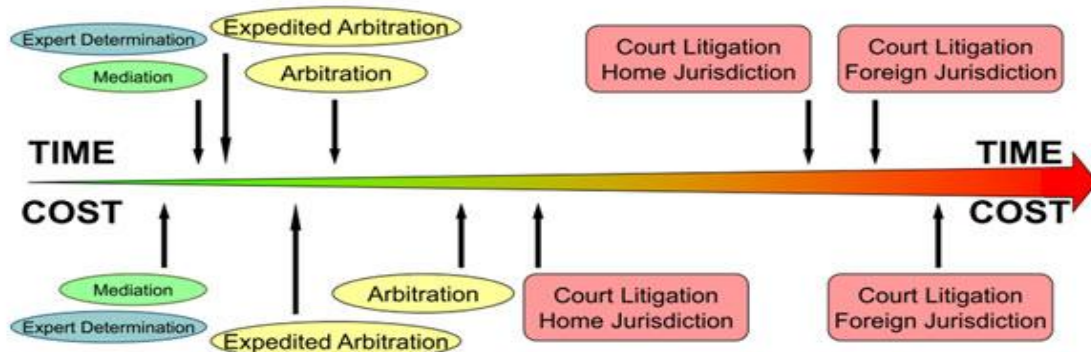 Expert Determination
Mediation
Expedited Arbitration
Arbitration
Court Litigation
Home Jurisdiction
Court Litigation
Foreign Jurisdiction
TIME
TIME
COST
COST
Mediation
Expert Determination
Expedited Arbitration
Arbitration
Court Litigation
Home Jurisdiction
Court Litigation
Foreign Jurisdiction